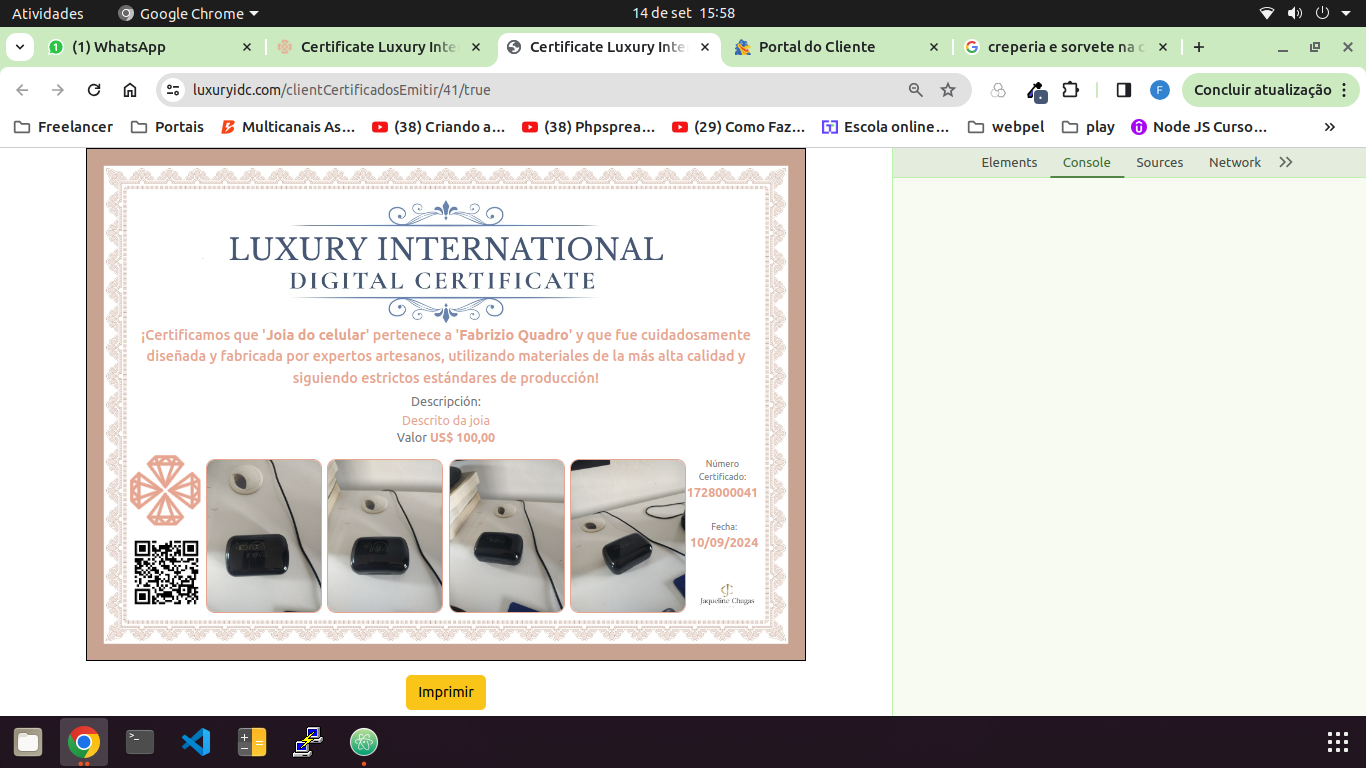 Atividades
Google Chrome
14 de set 15:58
(1) WhatsApp
Certificate Luxury Inte
Certificate Luxury Inte
Portal do Cliente
creperia e sorvete na c
luxuryidc.com/clientCertificadosEmitir/41/true
F
Concluir atualização
Freelancer
Portais
Multicanais As...
(38) Criando a...
(38) Phpsprea...
(29) Como Faz...
Escola online...
webpel
play
Node JS Curso...
Elements
Console
Sources
Network
LUXURY INTERNATIONAL
DIGITAL CERTIFICATE
¡Certificamos que 'Joia do celular' pertenece a 'Fabrizio Quadro' y que fue cuidadosamente
diseñada y fabricada por expertos artesanos, utilizando materiales de la más alta calidad y
siguiendo estrictos estándares de producción!
Descripción:
Descrito da joia
Valor US$ 100,00
Número
Certificado:
1728000041
Fecha:
10/09/2024
Jaqueline Chagas
Imprimir